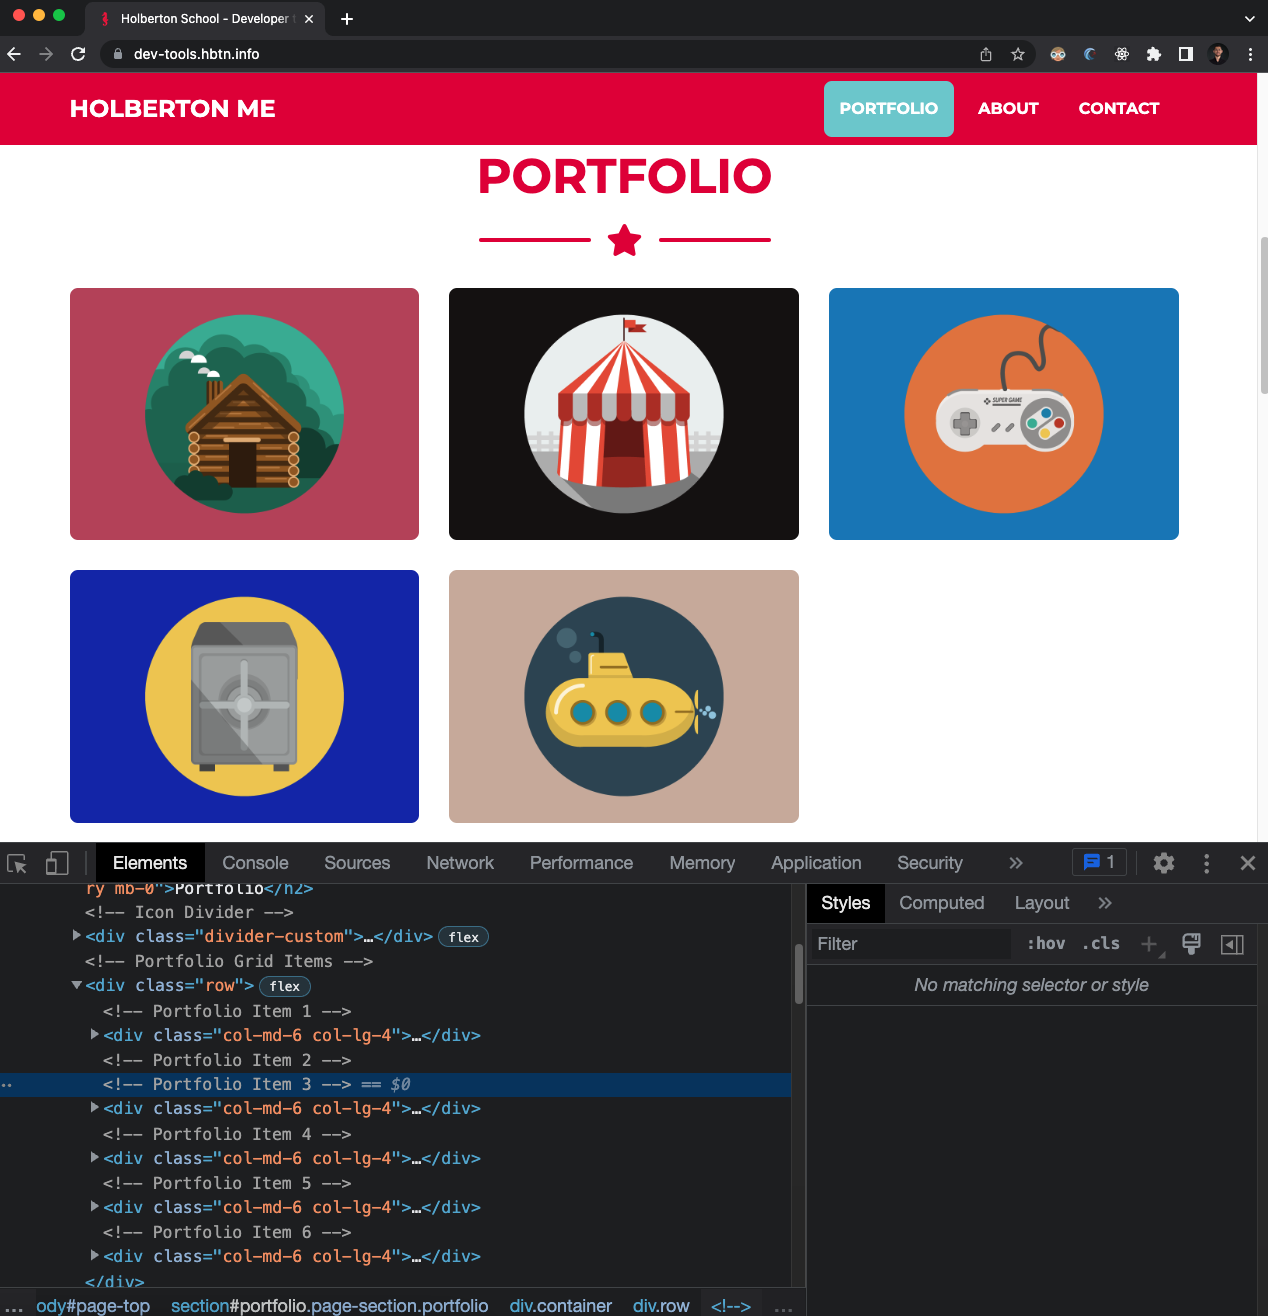 Holberton School - Developer t
dev-tools.hbtn.info
HOLBERTON ME
PORTFOLIO
ABOUT
CONTACT
PORTFOLIO
SUPER GAME
Elements
Console
Sources
Network
Performance
Memory
Application
Security
»
1
ry mb-0">Portfolio</h2>
<!-- Icon Divider -->
<div class="divider-custom">…</div> flex
<!-- Portfolio Grid Items -->
<div class="row"> flex
<!-- Portfolio Item 1 -->
<div class="col-md-6 col-lg-4">…</div>
<!-- Portfolio Item 2 -->
<!-- Portfolio Item 3 --> == $0
<div class="col-md-6 col-lg-4">…</div>
<!-- Portfolio Item 4 -->
<div class="col-md-6 col-lg-4">…</div>
<!-- Portfolio Item 5 -->
<div class="col-md-6 col-lg-4">…</div>
<!-- Portfolio Item 6 -->
<div class="col-md-6 col-lg-4">…</div>
</div>
... ody#page-top section#portfolio.page-section.portfolio div.container div.row <!--> ...
Styles
Computed
Layout
»
Filter
:hov .cls
No matching selector or style